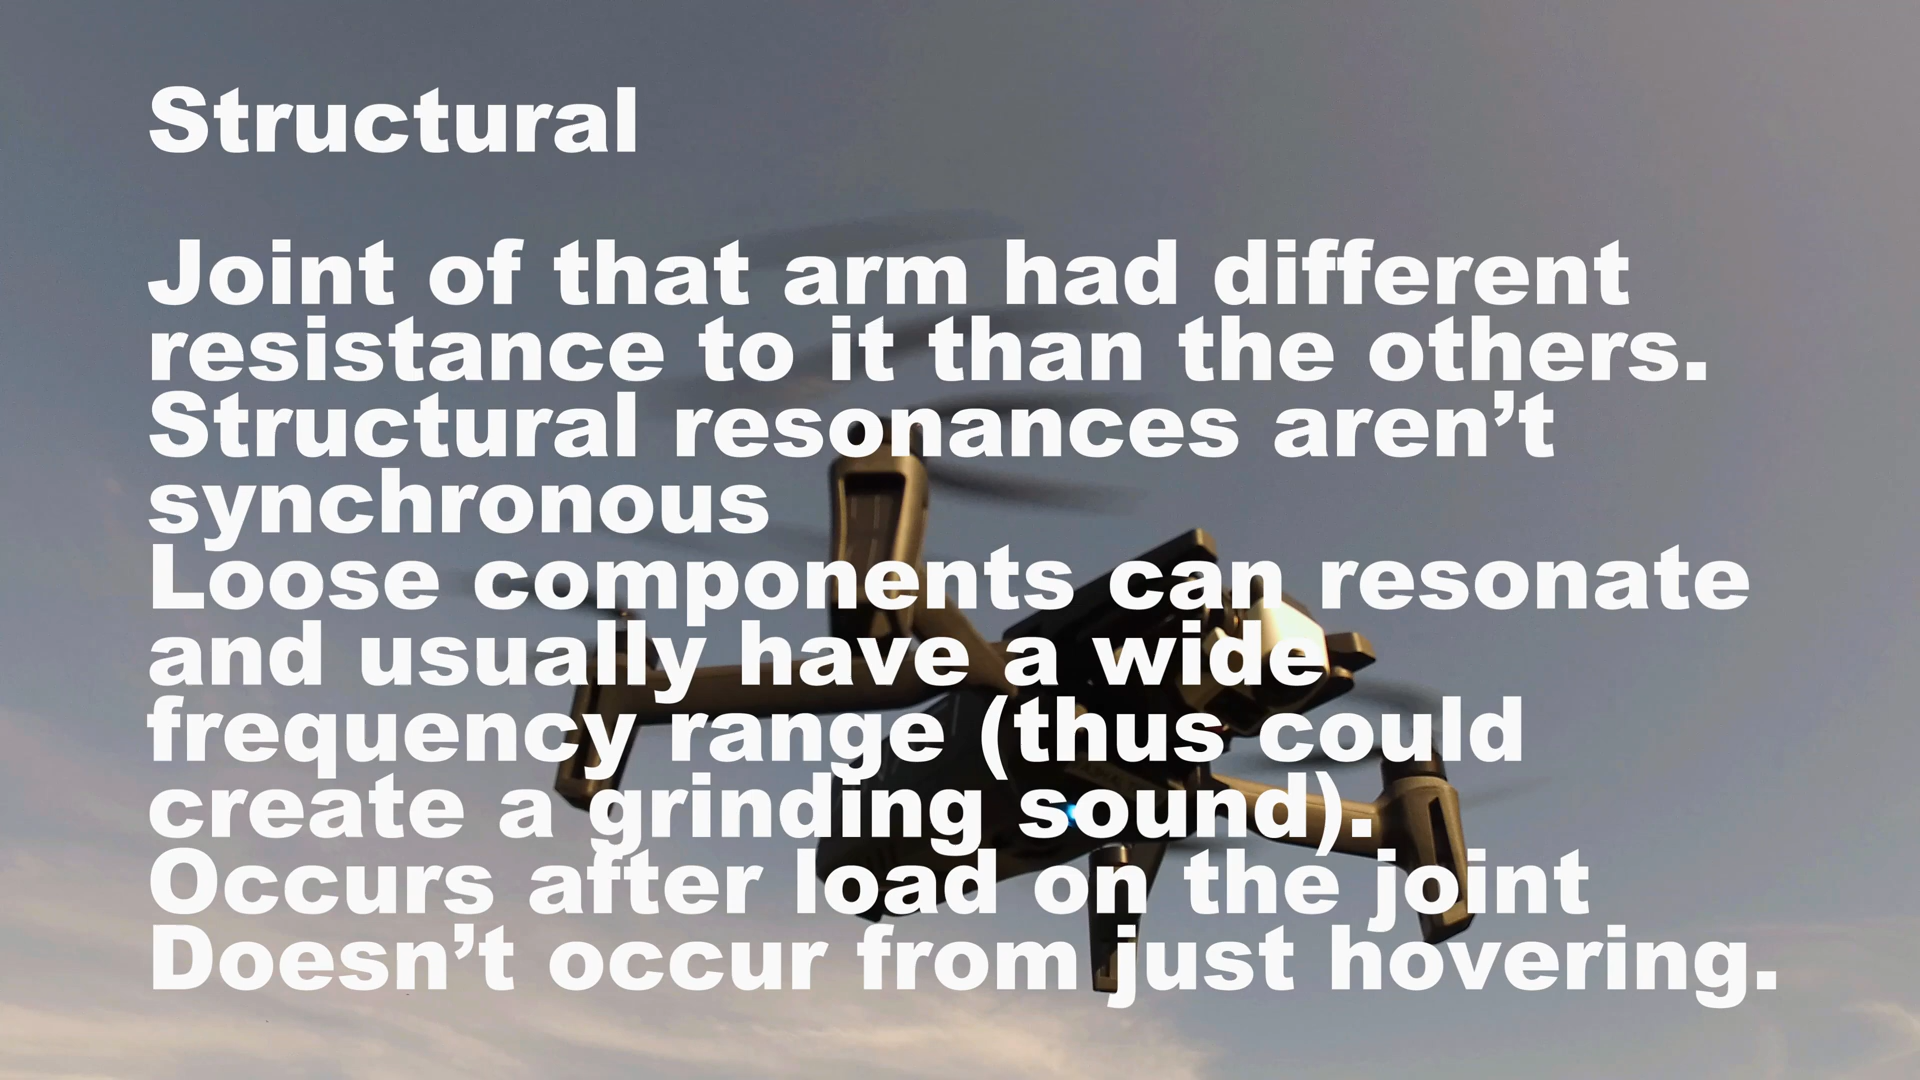 Structural
Joint of that arm had different
resistance to it than the others.
Structural resonances aren’t
synchronous
Loose components can resonate
and usually have a wide
frequency range (thus could
create a grinding sound).
Occurs after load on the joint
Doesn’t occur from just hovering.